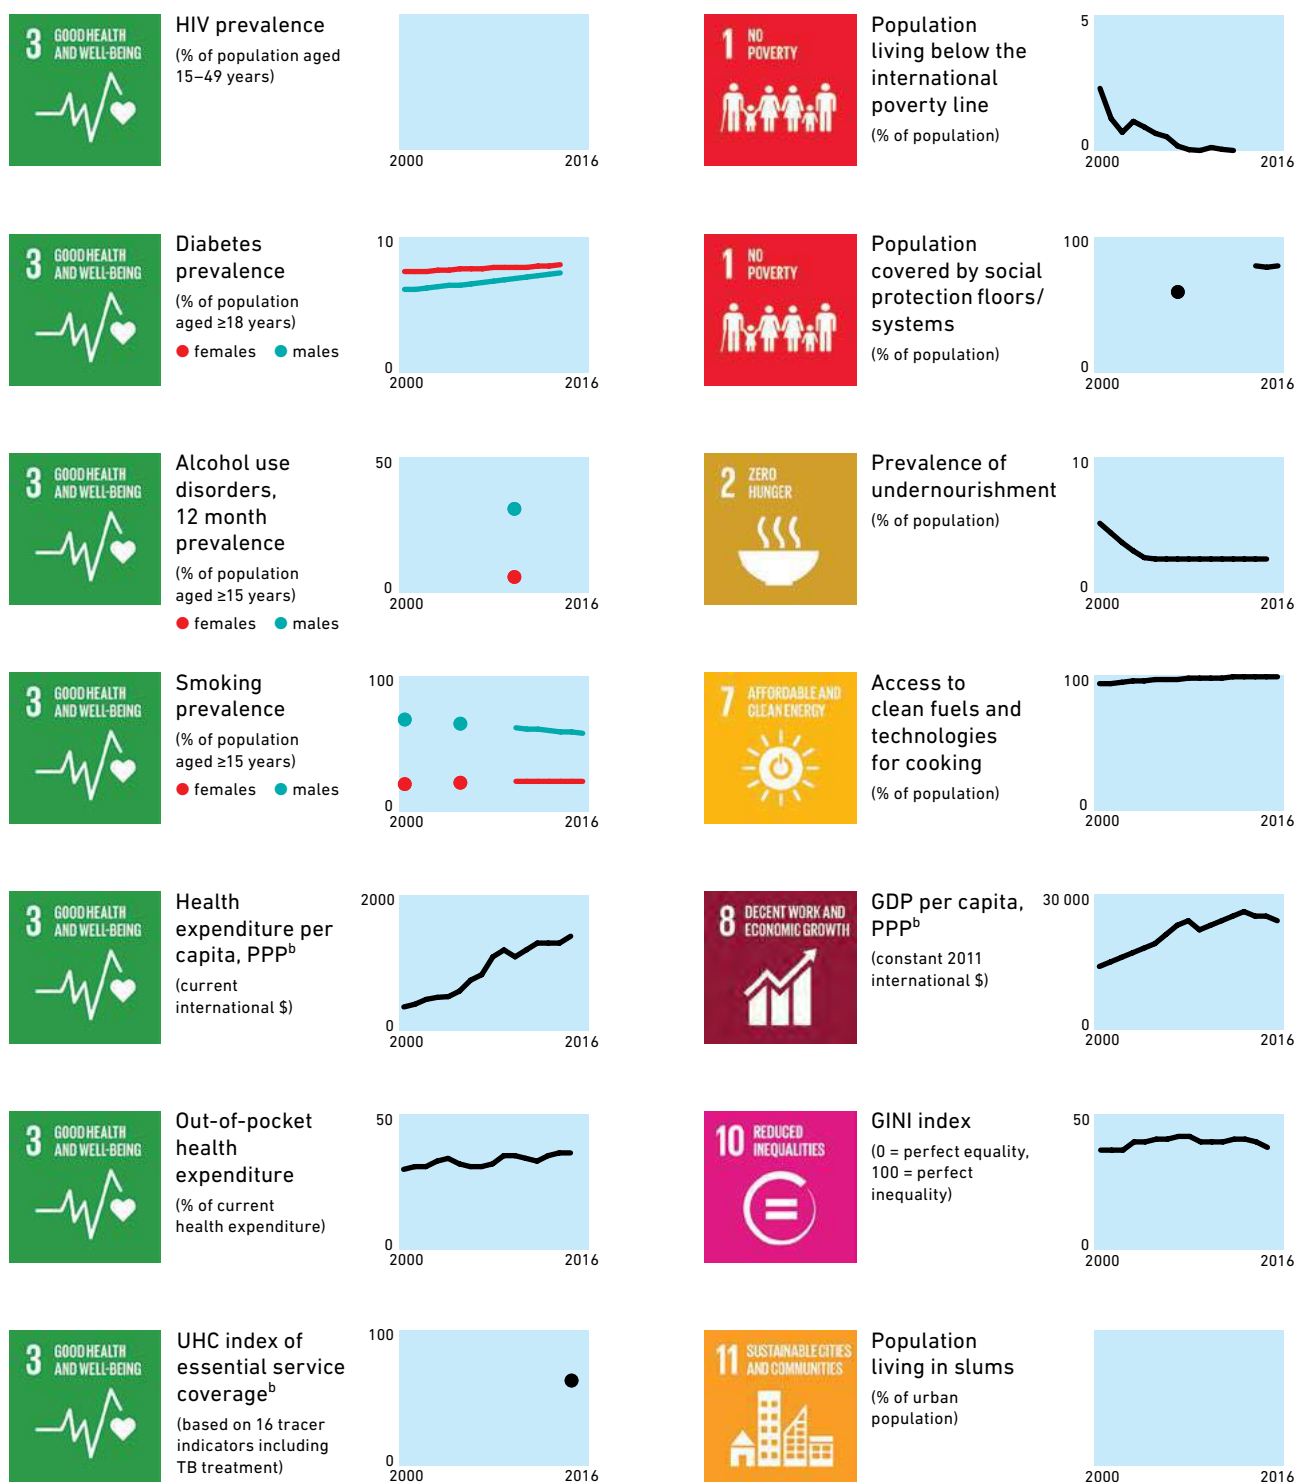 3 GOOD HEALTH
AND WELL-BEING
HIV prevalence
(% of population aged
15–49 years)
2000 2016
1 NO
POVERTY
Population
living below the
international
poverty line
(% of population)
5
0
2000 2016
3 GOOD HEALTH
AND WELL-BEING
Diabetes
prevalence
(% of population
aged ≥18 years)
females males
10
0
2000 2016
1 NO
POVERTY
Population
covered by social
protection floors/
systems
(% of population)
100
0
2000 2016
3 GOOD HEALTH
AND WELL-BEING
Alcohol use
disorders,
12 month
prevalence
(% of population
aged ≥15 years)
females males
50
0
2000 2016
2 ZERO
HUNGER
Prevalence of
undernourishment
(% of population)
10
0
2000 2016
3 GOOD HEALTH
AND WELL-BEING
Smoking
prevalence
(% of population
aged ≥15 years)
females males
100
0
2000 2016
7 AFFORDABLE AND
CLEAN ENERGY
Access to
clean fuels and
technologies
for cooking
(% of population)
100
0
2000 2016
3 GOOD HEALTH
AND WELL-BEING
Health
expenditure per
capita, PPPᵇ
(current
international $)
2000
0
2000 2016
8 DECENT WORK AND
ECONOMIC GROWTH
GDP per capita,
PPPᵇ
(constant 2011
international $)
30 000
0
2000 2016
3 GOOD HEALTH
AND WELL-BEING
Out-of-pocket
health
expenditure
(% of current
health expenditure)
50
0
2000 2016
10 REDUCED
INEQUALITIES
GINI index
(0 = perfect equality,
100 = perfect
inequality)
50
0
2000 2016
3 GOOD HEALTH
AND WELL-BEING
UHC index of
essential service
coverageᵇ
(based on 16 tracer
indicators including
TB treatment)
100
0
2000 2016
11 SUSTAINABLE CITIES
AND COMMUNITIES
Population
living in slums
(% of urban
population)
2000 2016